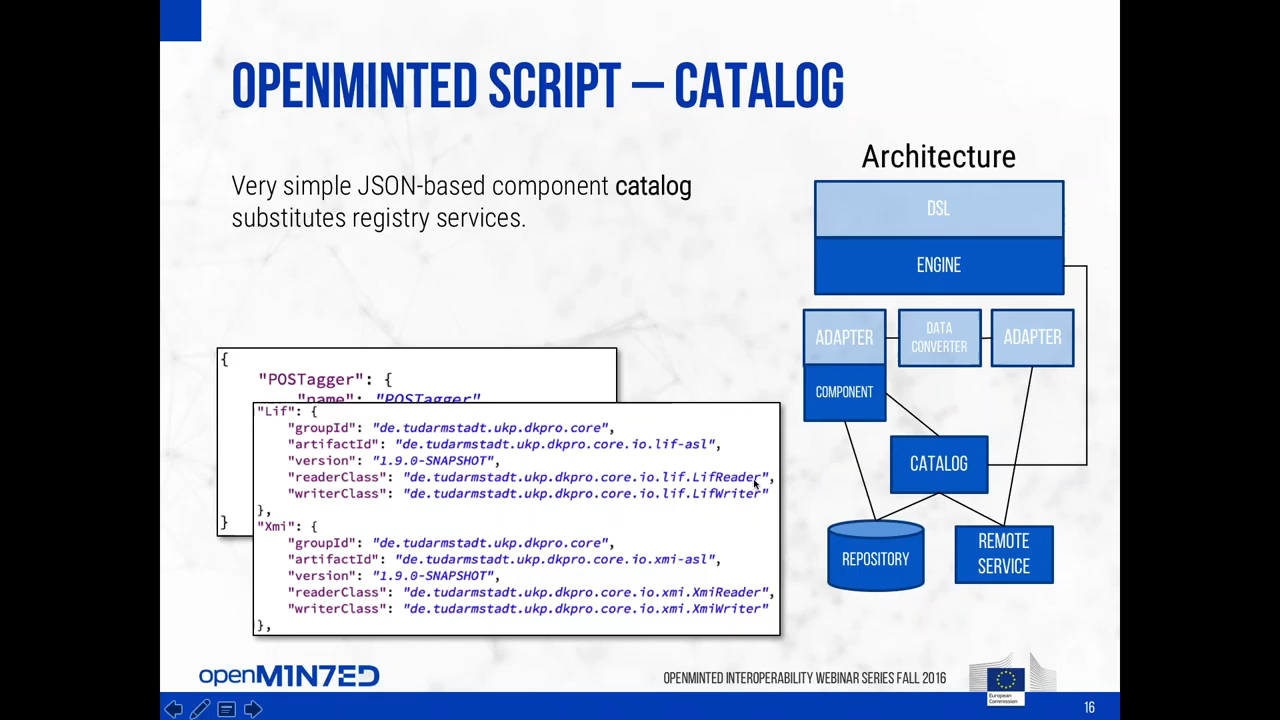 OPENMINTED SCRIPT – CATALOG
Very simple JSON-based component catalog
substitutes registry services.
{
"POSTagger": {
"name": "POSTagger"
}
"Lif": {
"groupId": "de.tudarmstadt.ukp.dkpro.core",
"artifactId": "de.tudarmstadt.ukp.dkpro.core.io.lif-asl",
"version": "1.9.0-SNAPSHOT",
"readerClass": "de.tudarmstadt.ukp.dkpro.core.io.lif.LifReader",
"writerClass": "de.tudarmstadt.ukp.dkpro.core.io.lif.LifWriter"
},
"Xmi": {
"groupId": "de.tudarmstadt.ukp.dkpro.core",
"artifactId": "de.tudarmstadt.ukp.dkpro.core.io.xmi-asl",
"version": "1.9.0-SNAPSHOT",
"readerClass": "de.tudarmstadt.ukp.dkpro.core.io.xmi.XmiReader",
"writerClass": "de.tudarmstadt.ukp.dkpro.core.io.xmi.XmiWriter"
},
Architecture
DSL
ENGINE
ADAPTER
DATA
CONVERTER
ADAPTER
COMPONENT
CATALOG
REPOSITORY
REMOTE
SERVICE
openM1N7ED
OPENMINTED INTEROPERABILITY WEBINAR SERIES FALL 2016
European
Commission
16